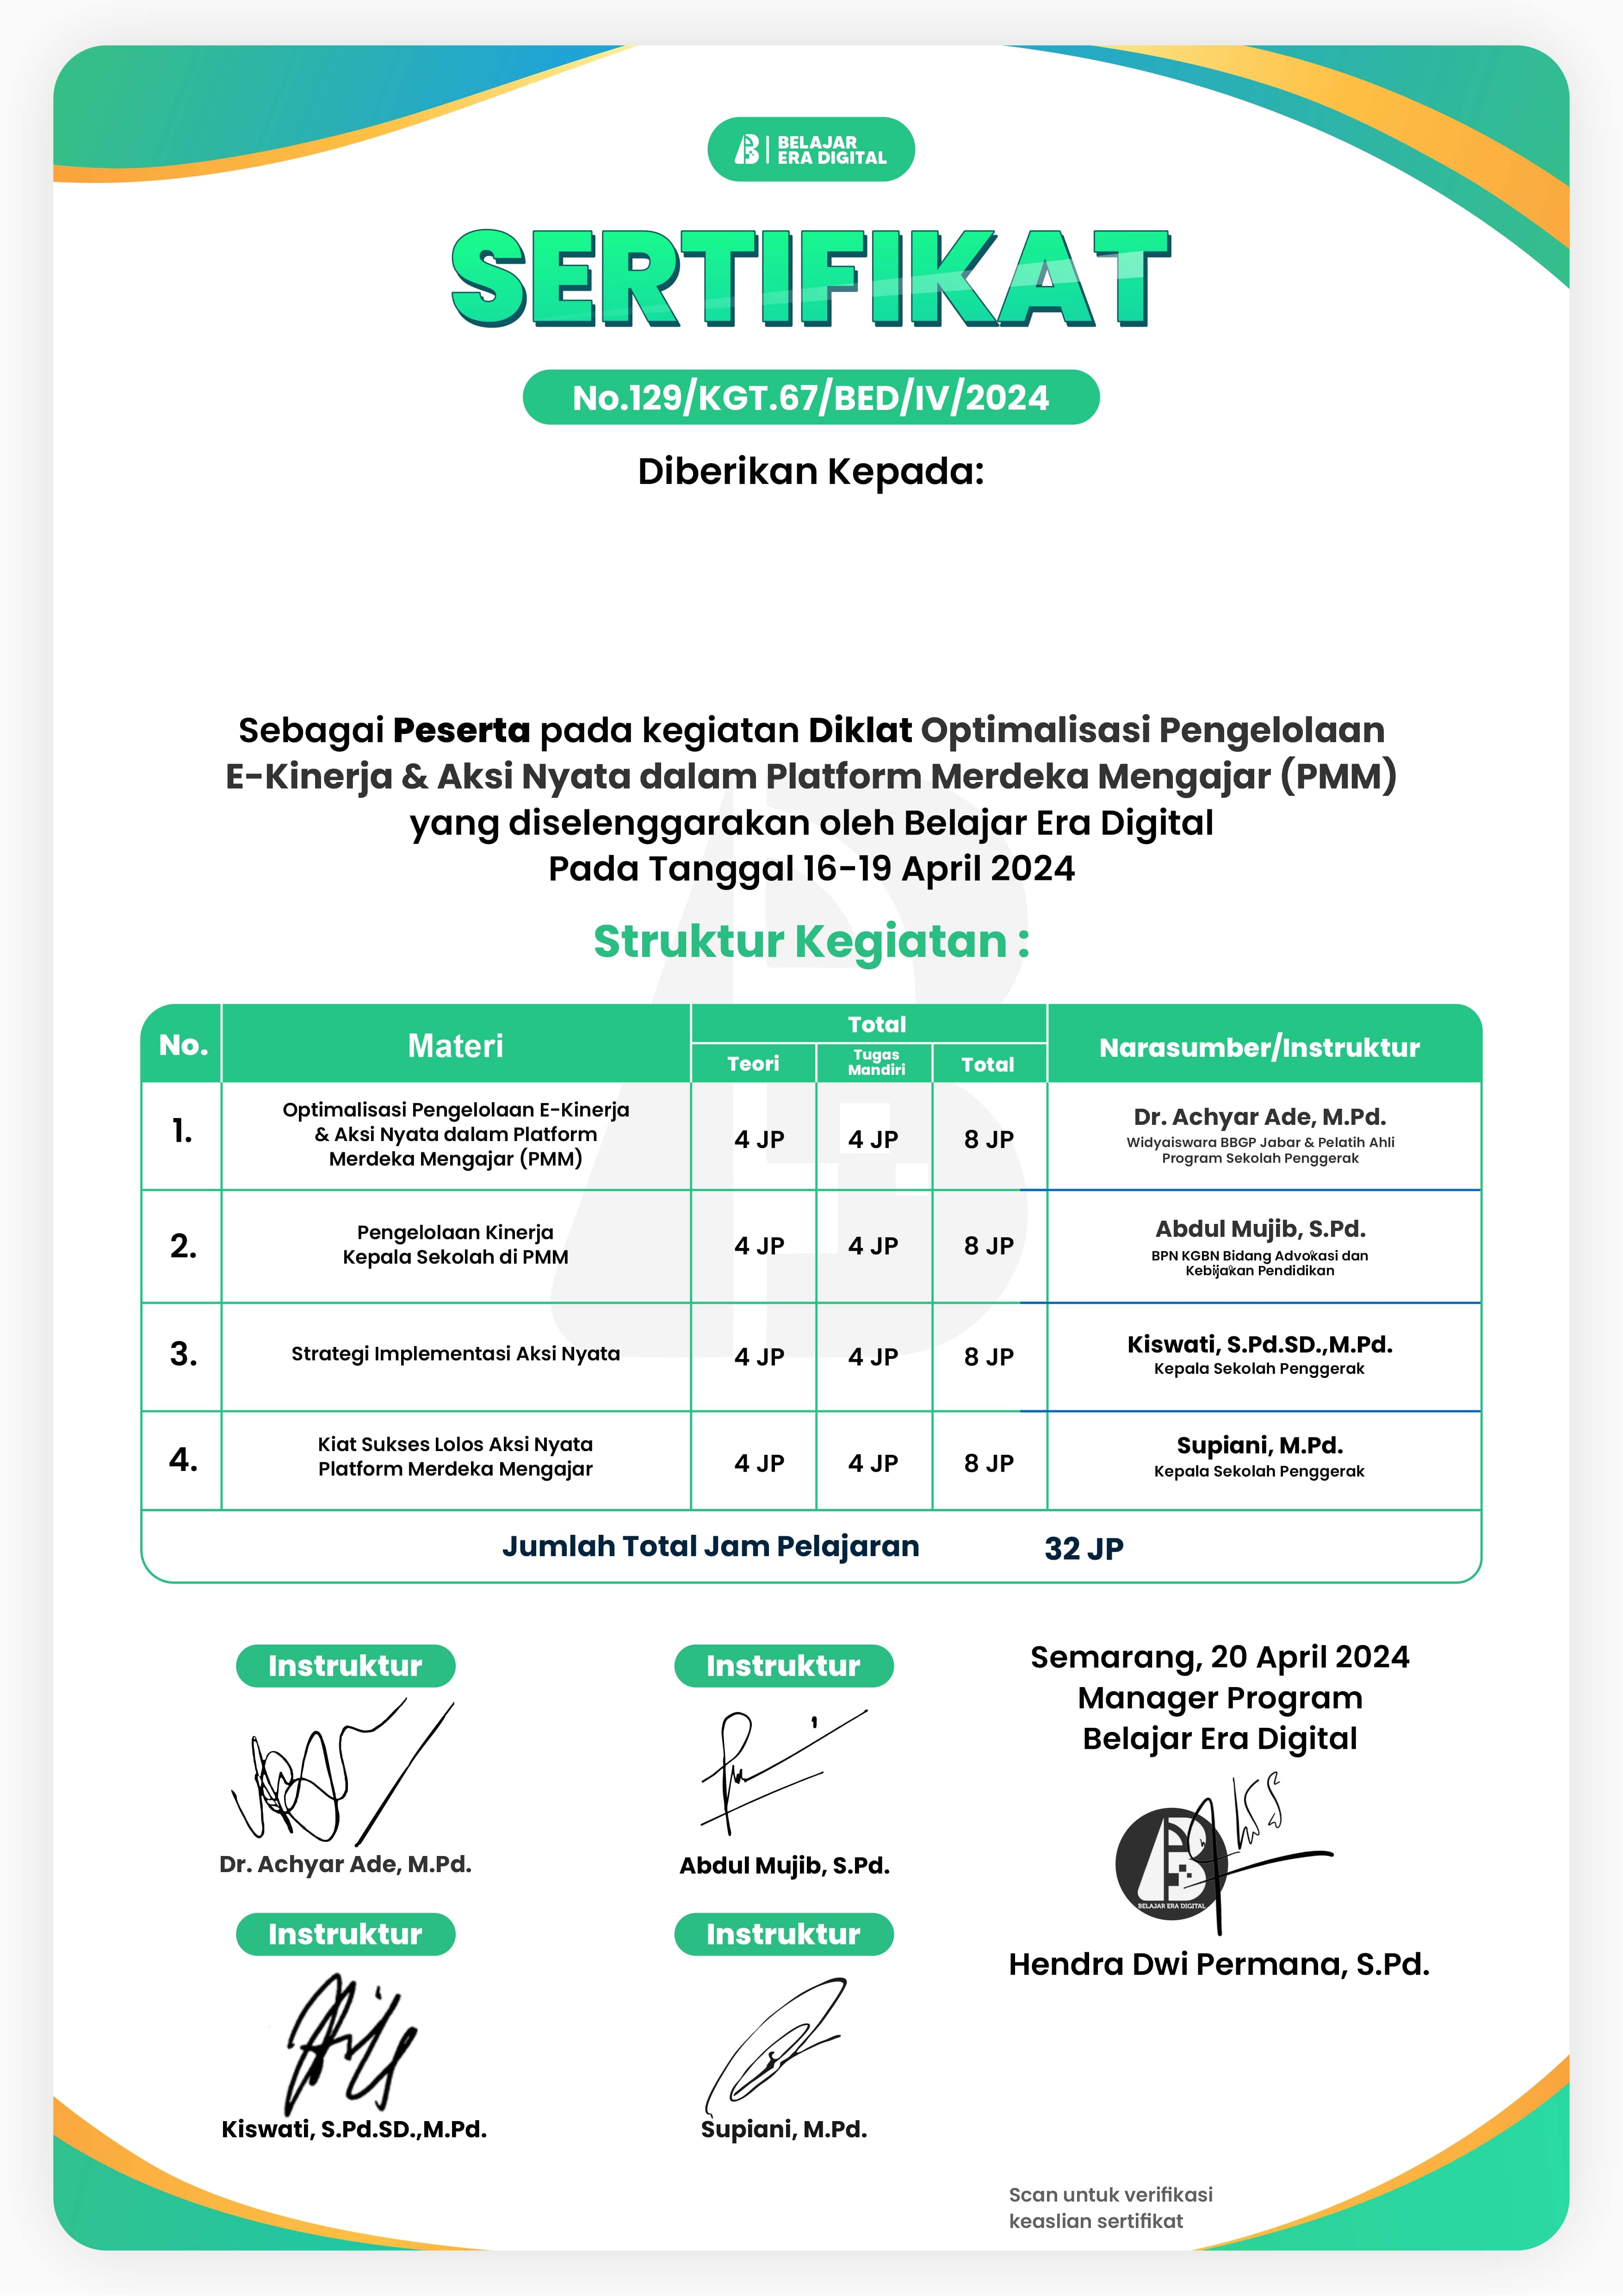 BELAJAR
ERA DIGITAL
SERTIFIKAT
No.129/KGT.67/BED/IV/2024
Diberikan Kepada:
Sebagai Peserta pada kegiatan Diklat Optimalisasi Pengelolaan
E-Kinerja & Aksi Nyata dalam Platform Merdeka Mengajar (PMM)
yang diselenggarakan oleh Belajar Era Digital
Pada Tanggal 16-19 April 2024
Struktur Kegiatan :
No. Materi Total Narasumber/Instruktur
Teori Tugas Mandiri Total
1. Optimalisasi Pengelolaan E-Kinerja
& Aksi Nyata dalam Platform
Merdeka Mengajar (PMM)
4 JP 4 JP 8 JP
Dr. Achyar Ade, M.Pd.
Widyaiswara BBGP Jabar & Pelatih Ahli
Program Sekolah Penggerak
2. Pengelolaan Kinerja
Kepala Sekolah di PMM
4 JP 4 JP 8 JP
Abdul Mujib, S.Pd.
BPN KGBN Bidang Advokasi dan
Kebijakan Pendidikan
3. Strategi Implementasi Aksi Nyata
4 JP 4 JP 8 JP
Kiswati, S.Pd.SD.,M.Pd.
Kepala Sekolah Penggerak
4. Kiat Sukses Lolos Aksi Nyata
Platform Merdeka Mengajar
4 JP 4 JP 8 JP
Supiani, M.Pd.
Kepala Sekolah Penggerak
Jumlah Total Jam Pelajaran 32 JP
Instruktur
Dr. Achyar Ade, M.Pd.
Instruktur
Abdul Mujib, S.Pd.
Semarang, 20 April 2024
Manager Program
Belajar Era Digital
BELAJAR ERA DIGITAL
Hendra Dwi Permana, S.Pd.
Instruktur
Kiswati, S.Pd.SD.,M.Pd.
Instruktur
Supiani, M.Pd.
Scan untuk verifikasi
keaslian sertifikat